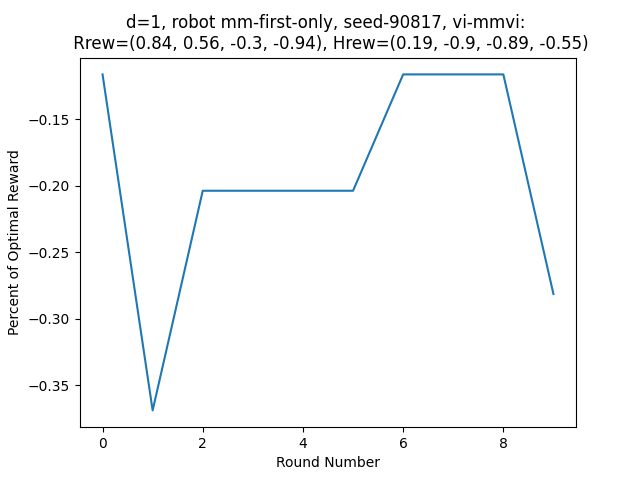 d=1, robot mm-first-only, seed-90817, vi-mmvi:
Rrew=(0.84, 0.56, -0.3, -0.94), Hrew=(0.19, -0.9, -0.89, -0.55)
−0.15
−0.20
−0.25
−0.30
−0.35
Percent of Optimal Reward
0 2 4 6 8
Round Number